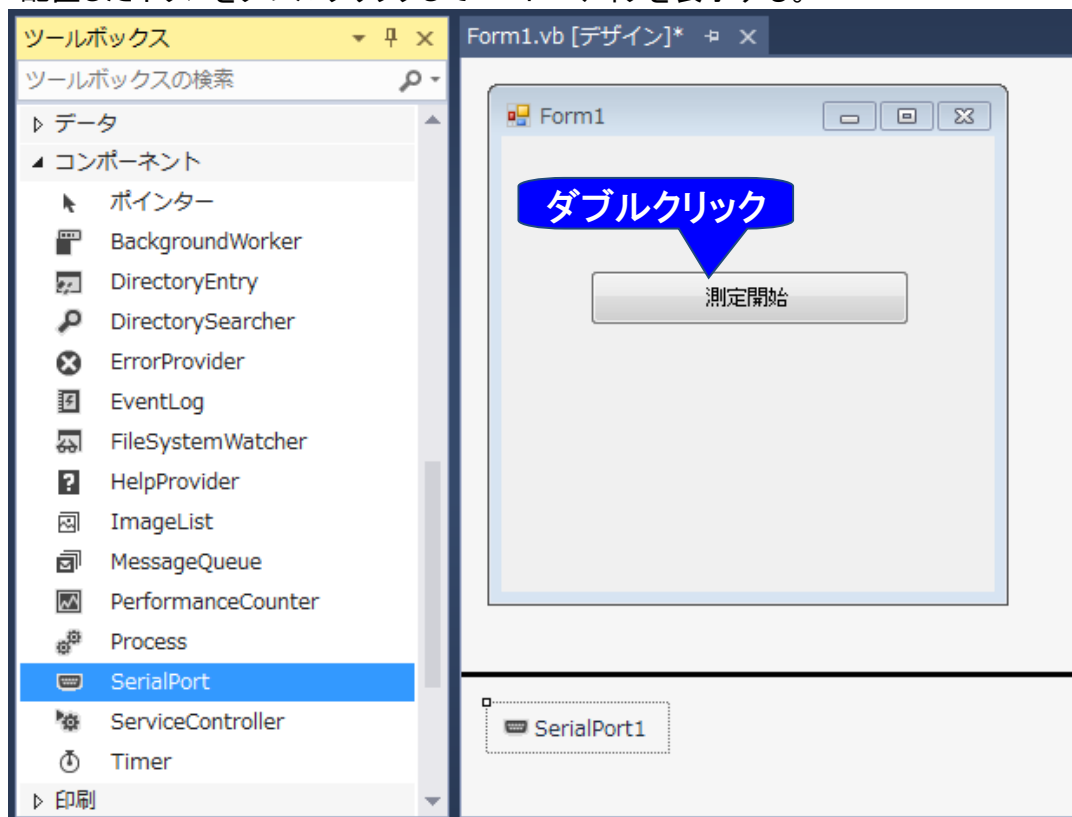 ツールボックス
ツールボックスの検索
データ
コンポーネント
ポインター
BackgroundWorker
DirectoryEntry
DirectorySearcher
ErrorProvider
EventLog
FileSystemWatcher
HelpProvider
ImageList
MessageQueue
PerformanceCounter
Process
SerialPort
ServiceController
Timer
印刷
Form1.vb [デザイン]*
Form1
ダブルクリック
測定開始
SerialPort1